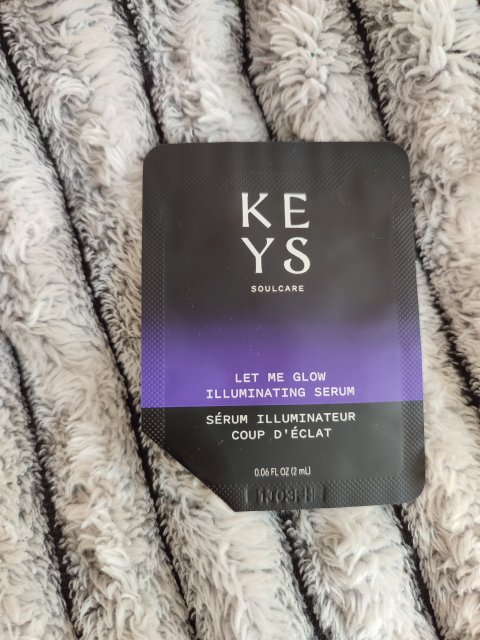 KE
YS
SOULCARE
LET ME GLOW
ILLUMINATING SERUM
SÉRUM ILLUMINATEUR
COUP D'ÉCLAT
0.06 FL OZ (2 mL)